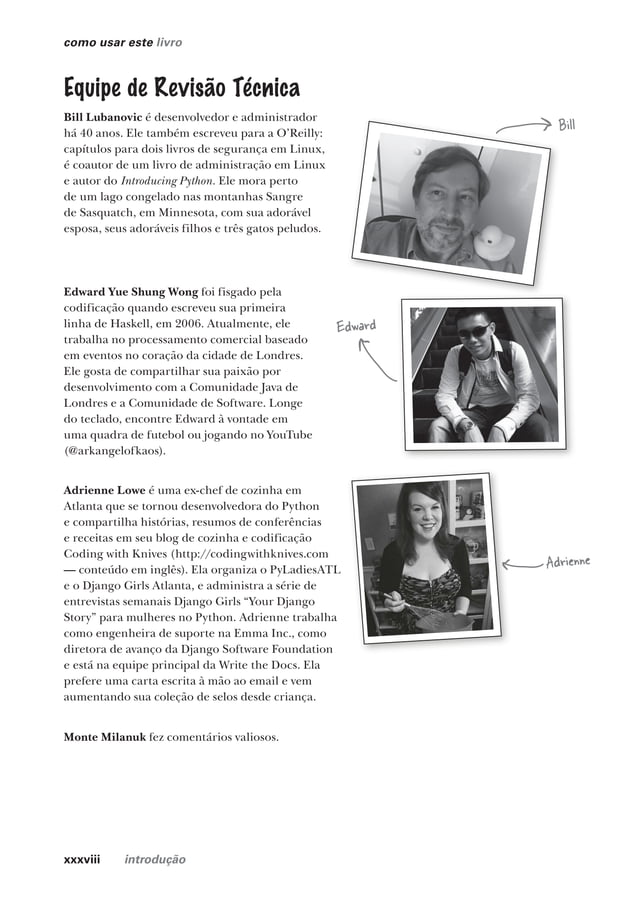 como usar este livro
Equipe de Revisão Técnica
Bill Lubanovic é desenvolvedor e administrador
há 40 anos. Ele também escreveu para a O’Reilly:
capítulos para dois livros de segurança em Linux,
é coautor de um livro de administração em Linux
e autor do Introducing Python. Ele mora perto
de um lago congelado nas montanhas Sangre
de Sasquatch, em Minnesota, com sua adorável
esposa, seus adoráveis filhos e três gatos peludos.
Bill
Edward Yue Shung Wong foi fisgado pela
codificação quando escreveu sua primeira
linha de Haskell, em 2006. Atualmente, ele
trabalha no processamento comercial baseado
em eventos no coração da cidade de Londres.
Ele gosta de compartilhar sua paixão por
desenvolvimento com a Comunidade Java de
Londres e a Comunidade de Software. Longe
do teclado, encontre Edward à vontade em
uma quadra de futebol ou jogando no YouTube
(@arkangelofkaos).
Edward
Adrienne Lowe é uma ex-chef de cozinha em
Atlanta que se tornou desenvolvedora do Python
e compartilha histórias, resumos de conferências
e receitas em seu blog de cozinha e codificação
Coding with Knives (http://codingwithknives.com
— conteúdo em inglês). Ela organiza o PyLadiesATL
e o Django Girls Atlanta, e administra a série de
entrevistas semanais Django Girls “Your Django
Story” para mulheres no Python. Adrienne trabalha
como engenheira de suporte na Emma Inc., como
diretora de avanço da Django Software Foundation
e está na equipe principal da Write the Docs. Ela
prefere uma carta escrita à mão ao email e vem
aumentando sua coleção de selos desde criança.
Adrienne
Monte Milanuk fez comentários valiosos.
xxxviii introdução